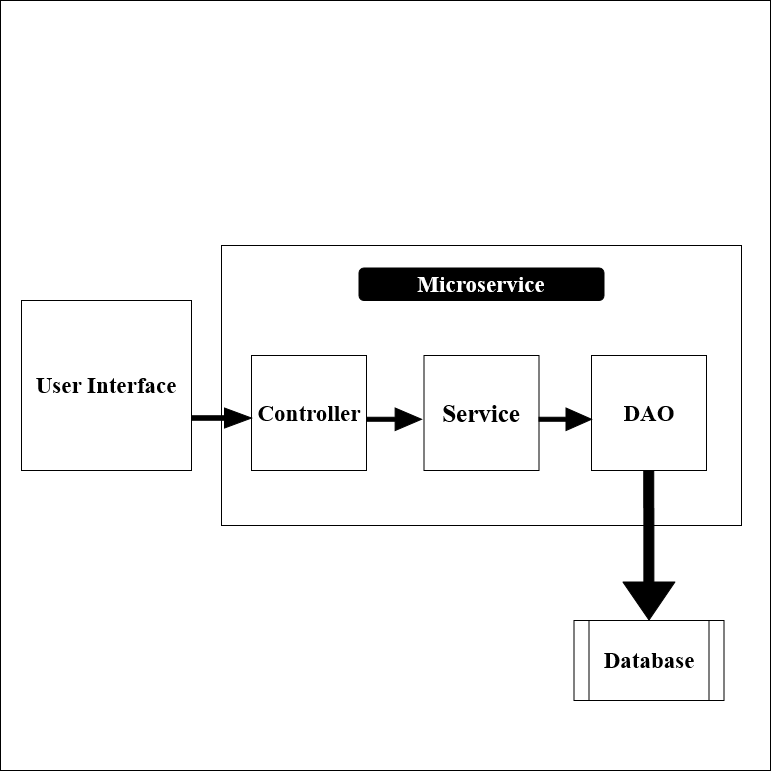 Microservice
User Interface
Controller
Service
DAO
Database